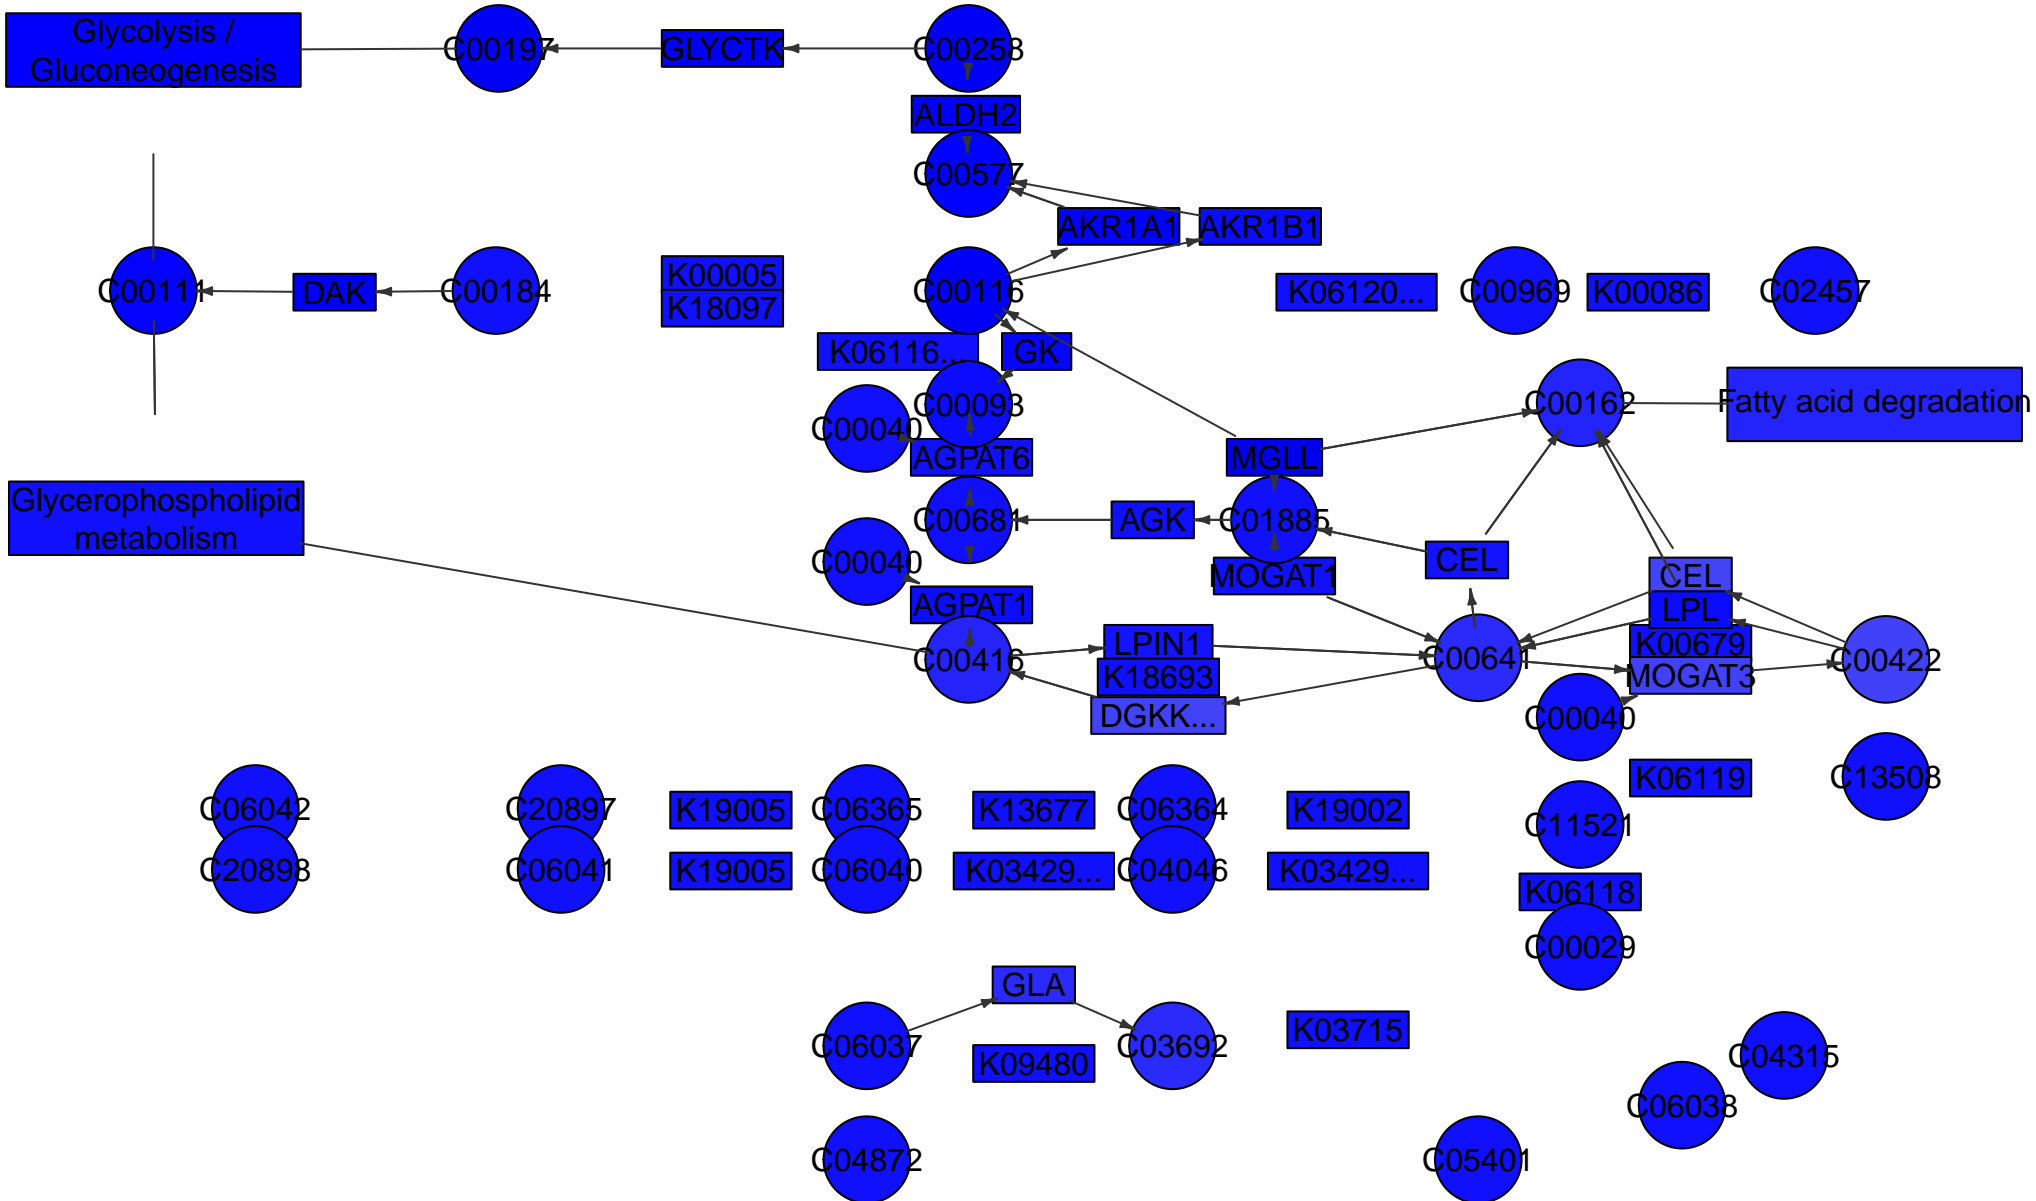 Glycolysis /
Gluconeogenesis
C00197
GLYCTK
C00258
ALDH2
C00577
AKR1A1
AKR1B1
C00111
DAK
C00184
K00005
K18097
C00116
K06120...
C00969
K00086
C02457
K06116...
GK
C00093
C00040
AGPAT6
MGLL
C00162
Fatty acid degradation
Glycerophospholipid
metabolism
C00681
AGK
C01885
C00040
MOGAT1
CEL
CEL
LPL
AGPAT1
C00416
LPIN1
K18693
DGKK...
C00641
K00679
MOGAT3
C00422
C00040
K06119
C13508
C06042
C20897
K19005
C06365
K13677
C06364
K19002
C11521
C20898
C06041
K19005
C06040
K03429...
C04046
K03429...
K06118
C00029
GLA
C06037
C03692
K03715
K09480
C04315
C06038
C04872
C05401